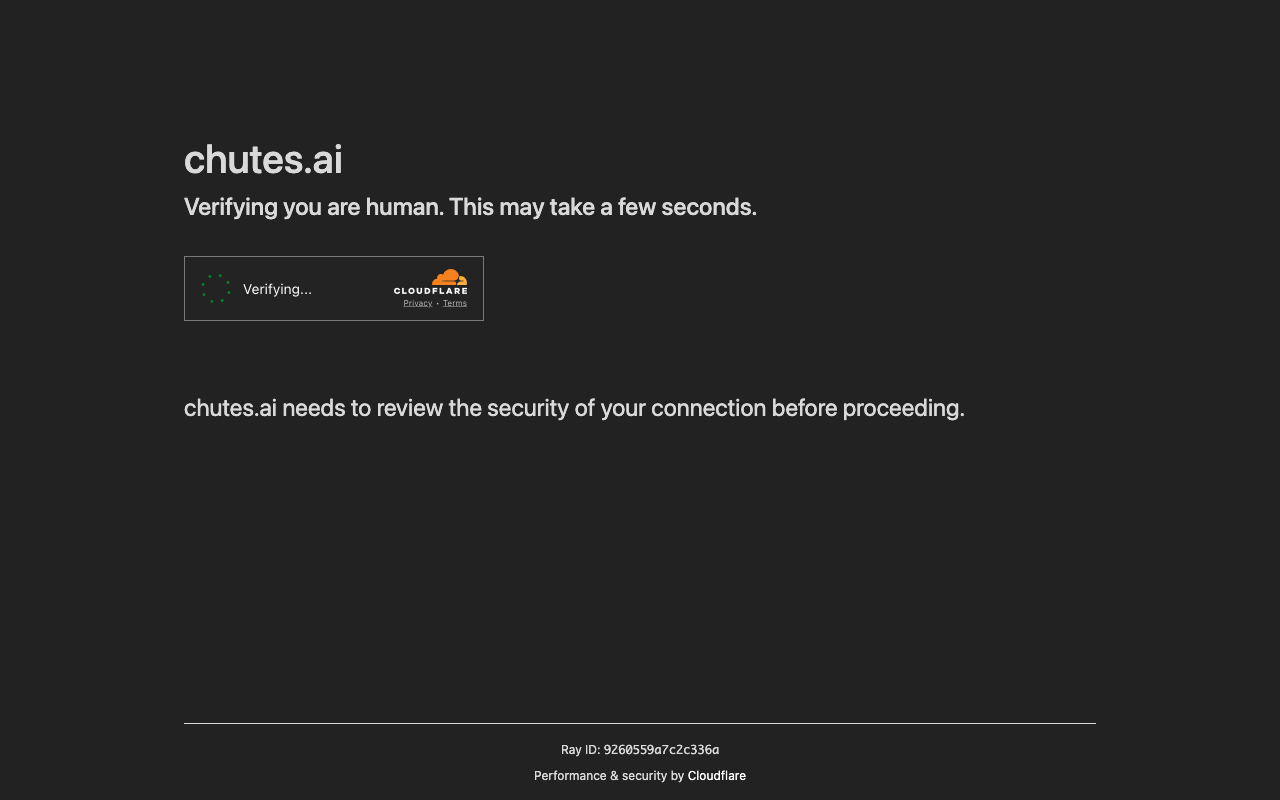 chutes.ai
Verifying you are human. This may take a few seconds.
Verifying...
CLOUDFLARE
Privacy • Terms
chutes.ai needs to review the security of your connection before proceeding.
Ray ID: 9260559a7c2c336a
Performance & security by Cloudflare